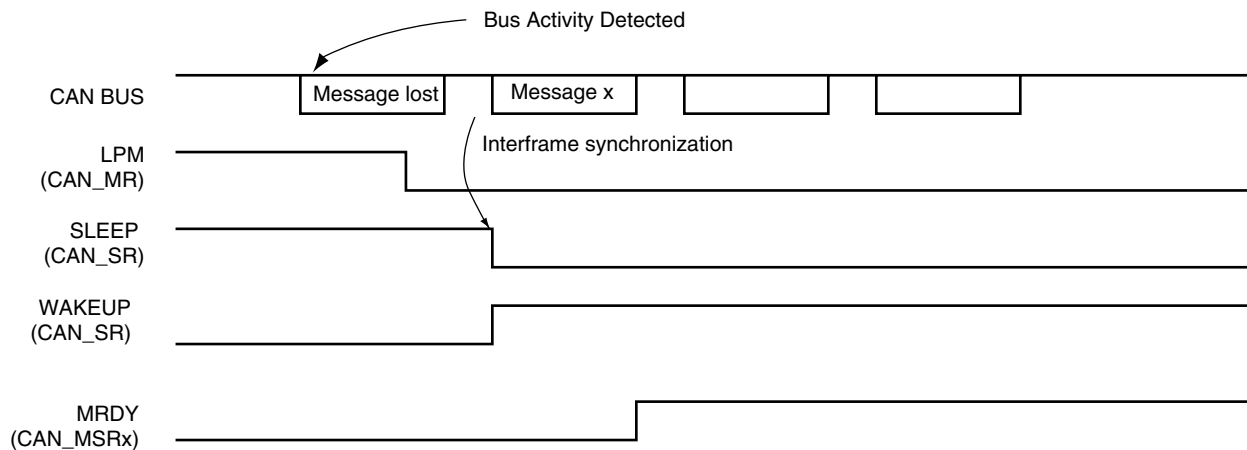 Bus Activity Detected
CAN BUS
Message lost
Message x
Interframe synchronization
LPM
(CAN_MR)
SLEEP
(CAN_SR)
WAKEUP
(CAN_SR)
MRDY
(CAN_MSRx)